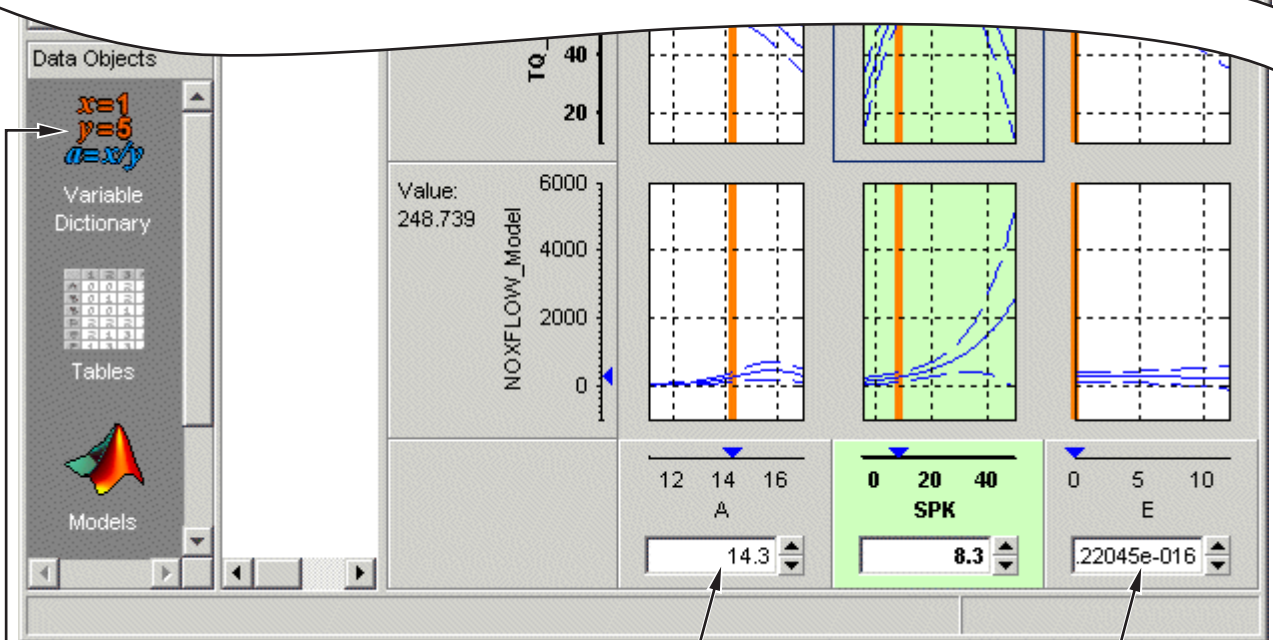 Data Objects
x=1
y=5
a=x/y
Variable
Dictionary
Tables
Models
TQ_
40
20
Value:
248.739
NOXFLOW_Model
6000
4000
2000
0
12 14 16
A
14.3
0 20 40
SPK
8.3
0 5 10
E
.22045e-016